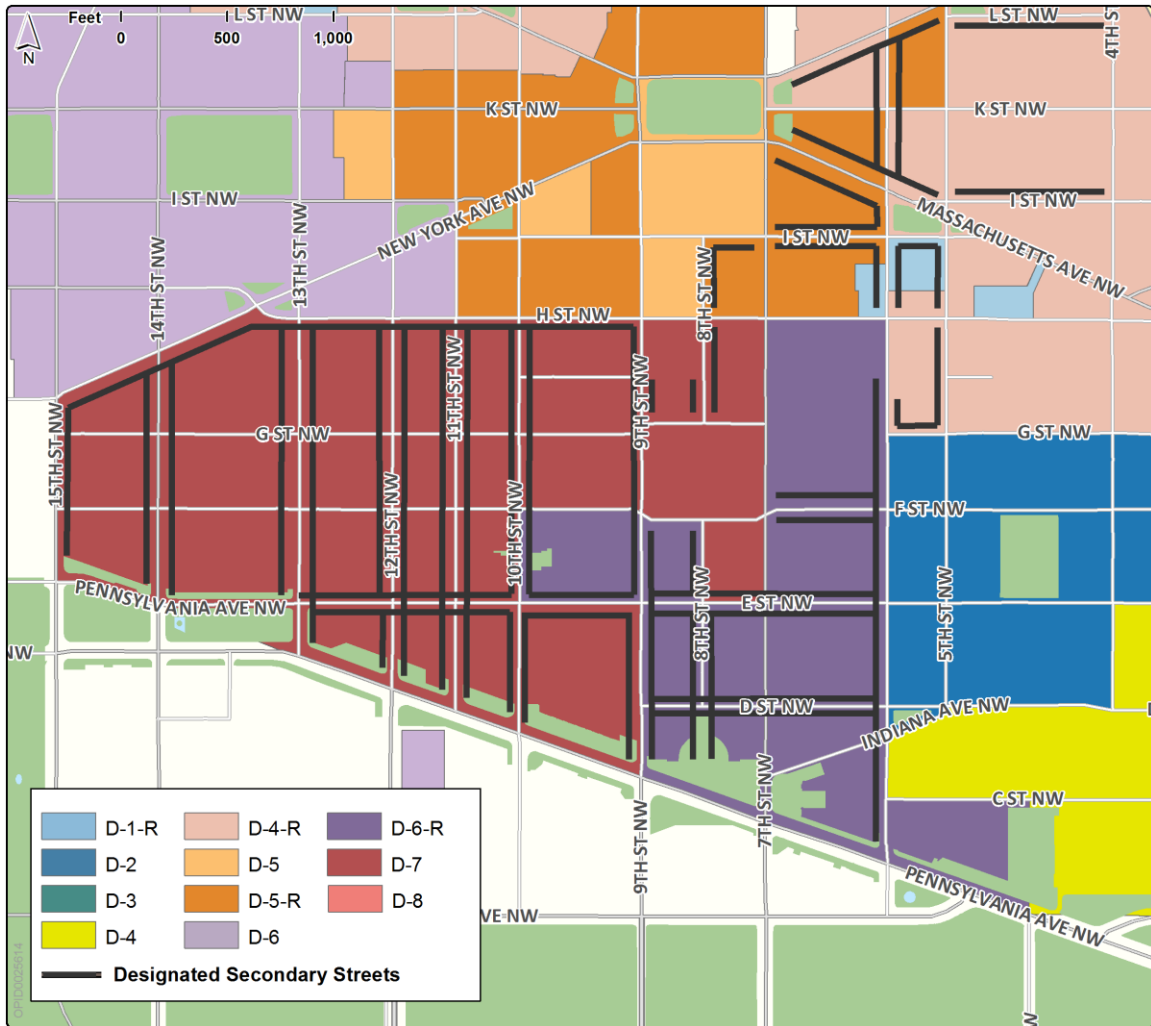 Feet
0 500 1,000
N
L ST NW
L ST NW
4TH ST
K ST NW
K ST NW
I ST NW
I ST NW
I ST NW
MASSACHUSETTS AVE NW
NEW YORK AVE NW
13TH ST NW
14TH ST NW
8TH ST NW
H ST NW
11TH ST NW
9TH ST NW
G ST NW
G ST NW
15TH ST NW
12TH ST NW
10TH ST NW
F ST NW
PENNSYLVANIA AVE NW
E ST NW
8TH ST NW
5TH ST NW
NW
D ST NW
INDIANA AVE NW
7TH ST NW
C ST NW
9TH ST NW
PENNSYLVANIA AVE NW
VE NW
W
D-1-R
D-2
D-3
D-4
D-4-R
D-5
D-5-R
D-6
D-6-R
D-7
D-8
Designated Secondary Streets
OPID0025614